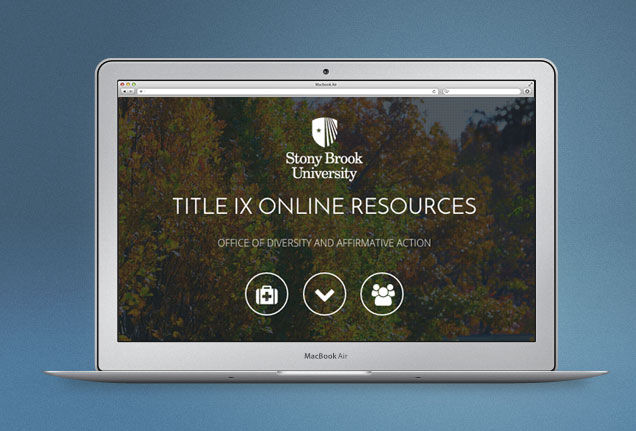 MacBook Air
Stony Brook
University
TITLE IX ONLINE RESOURCES
OFFICE OF DIVERSITY AND AFFIRMATIVE ACTION
MacBook Air